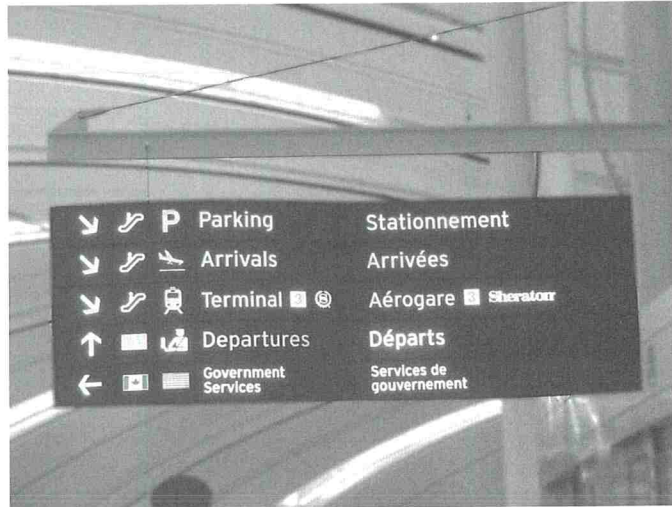 P Parking Stationnement
Arrivals Arrivées
Terminal 3 S Aérogare 3 Sheraton
Departures Départs
Government Services de
Services gouvernement